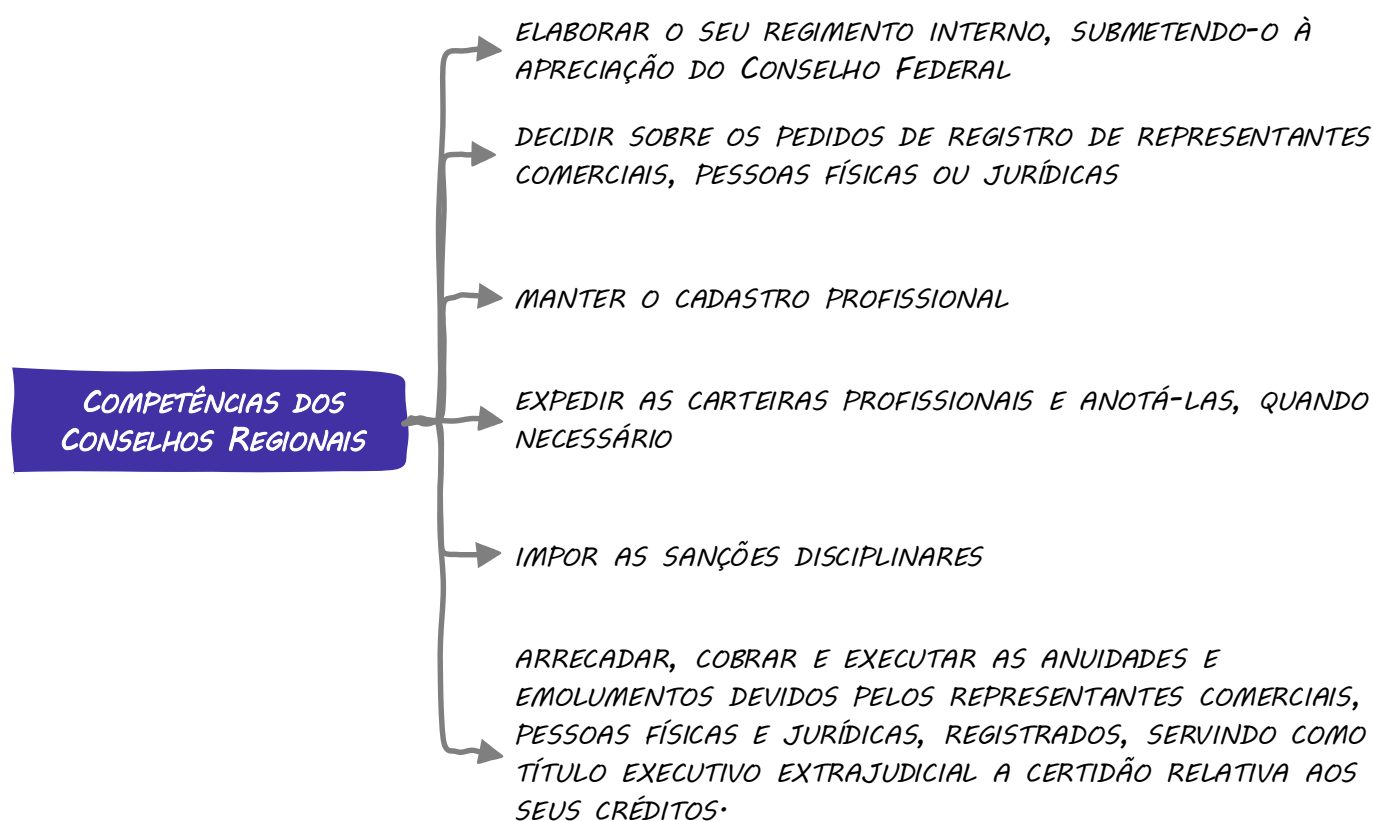 elaborar o seu regimento interno, submetendo-o à
apreciação do Conselho Federal
decidir sobre os pedidos de registro de representantes
comerciais, pessoas físicas ou jurídicas
manter o cadastro profissional
Competências dos
Conselhos Regionais
expedir as carteiras profissionais e anotá-las, quando
necessário
impor as sanções disciplinares
arrecadar, cobrar e executar as anuidades e
emolumentos devidos pelos representantes comerciais,
pessoas físicas e jurídicas, registrados, servindo como
título executivo extrajudicial a certidão relativa aos
seus créditos.